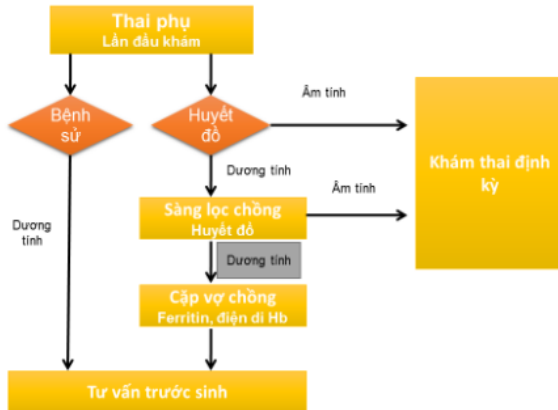 Thai phụ
Lần đầu khám
Bệnh
sử
Huyết
đồ
Âm tính
Khám thai định
kỳ
Dương tính
Sàng lọc chồng
Huyết đồ
Âm tính
Dương
tính
Dương tính
Cặp vợ chồng
Ferritin, điện di Hb
Tư vấn trước sinh